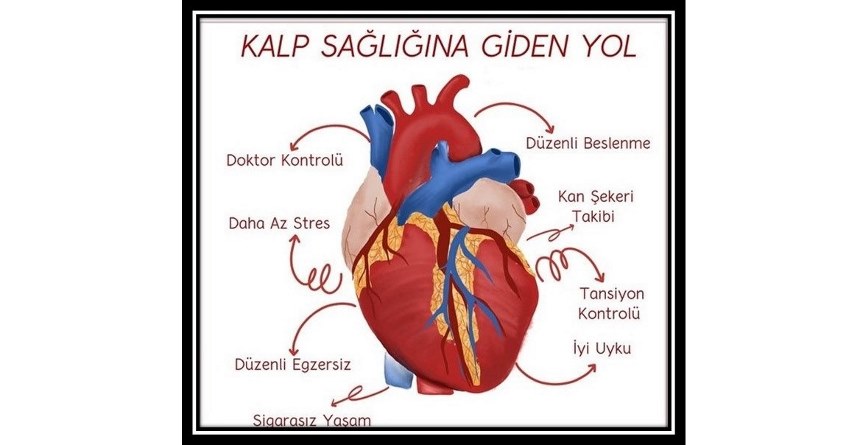 KALP SAĞLIĞINA GİDEN YOL
Doktor Kontrolü
Daha Az Stres
Düzenli Egzersiz
Sigarasız Yaşam
Düzenli Beslenme
Kan Şekeri
Takibi
Tansiyon
Kontrolü
İyi Uyku